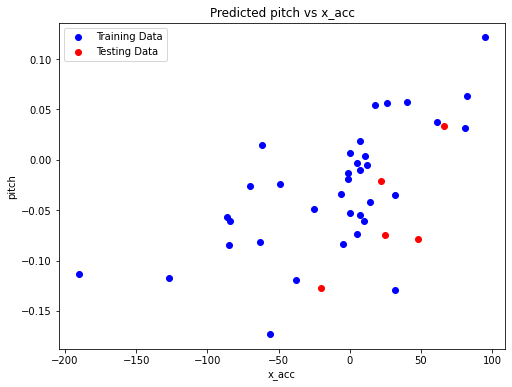 Predicted pitch vs x_acc
Training Data
Testing Data
0.10
0.05
0.00
−0.05
−0.10
−0.15
pitch
−200
−150
−100
−50
0
50
100
x_acc